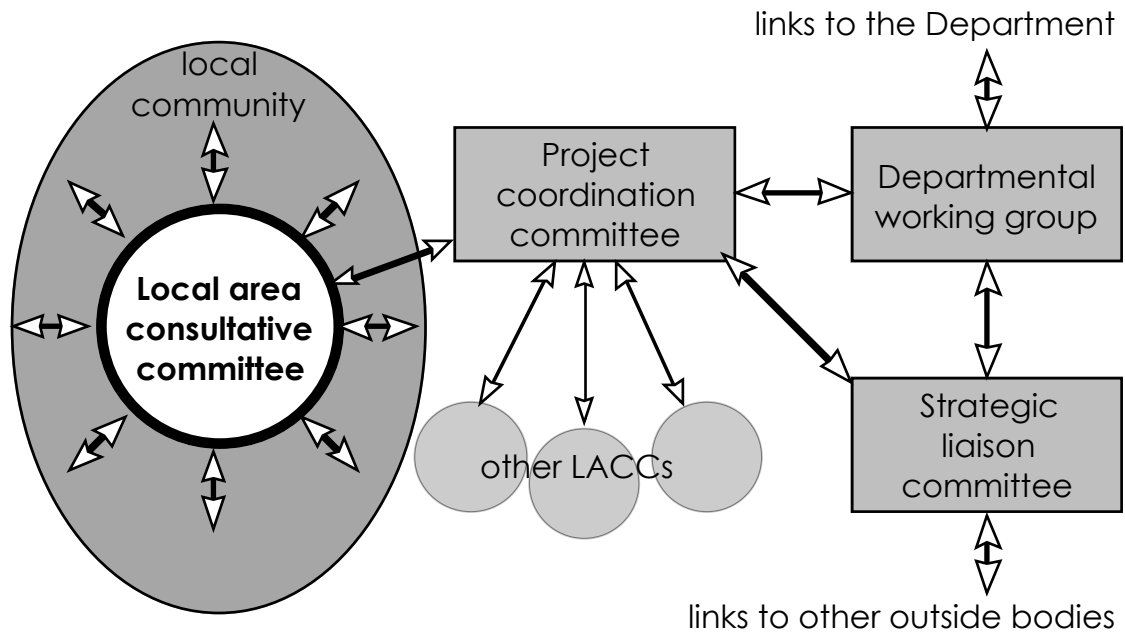 links to the Department
local
community
Project
coordination
committee
Departmental
working group
Local area
consultative
committee
Strategic
liaison
committee
other LACCs
links to other outside bodies